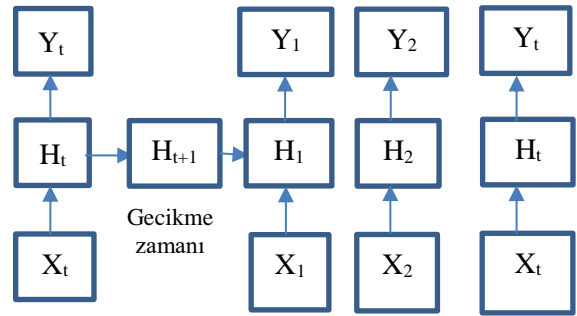 Yₜ Y₁ Y₂ Yₜ
Hₜ Hₜ₊₁ H₁ H₂ Hₜ
Gecikme
zamanı
Xₜ X₁ X₂ Xₜ